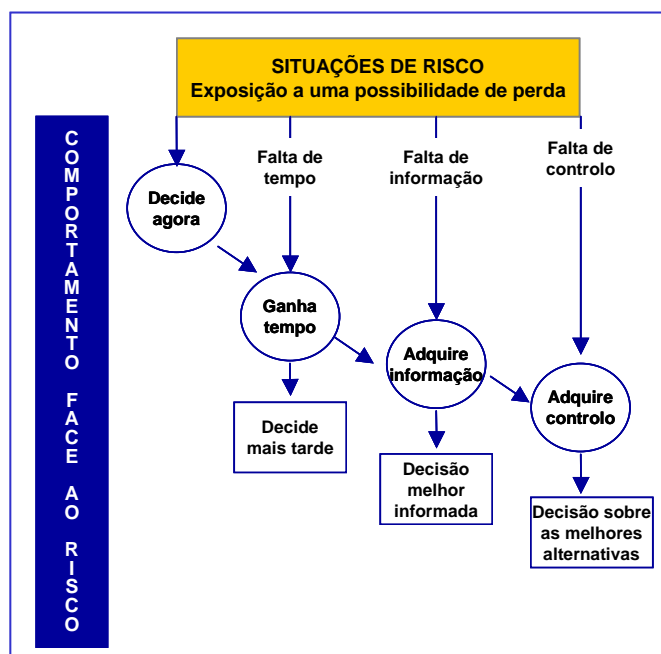 SITUAÇÕES DE RISCO
Exposição a uma possibilidade de perda
COMPORTAMENTO FACE AO RISCO
Falta de
tempo
Falta de
informação
Falta de
controlo
Decide
agora
Ganha
tempo
Adquire
informação
Adquire
controlo
Decide
mais tarde
Decisão
melhor
informada
Decisão sobre
as melhores
alternativas